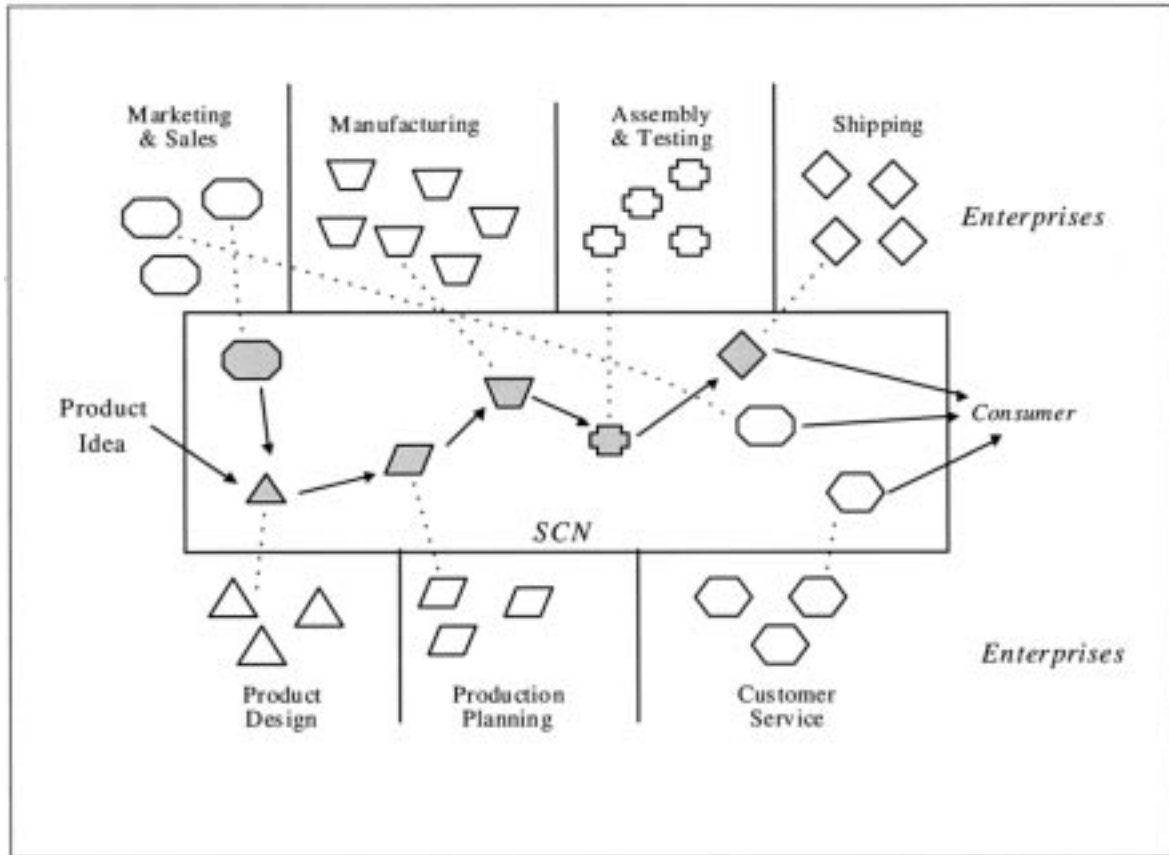 Marketing
& Sales
Manufacturing
Assembly
& Testing
Shipping
Enterprises
Product
Idea
Consumer
SCN
Enterprises
Product
Design
Production
Planning
Customer
Service